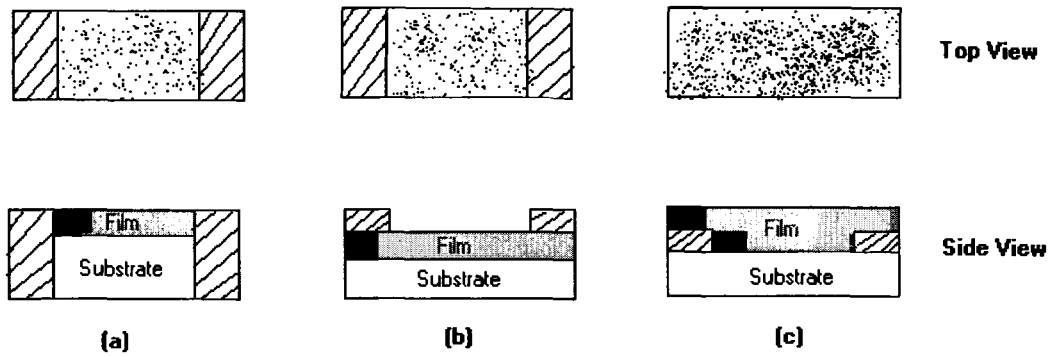 Top View
Film
Film
Film
Side View
Substrate
Substrate
Substrate
(a)
(b)
(c)